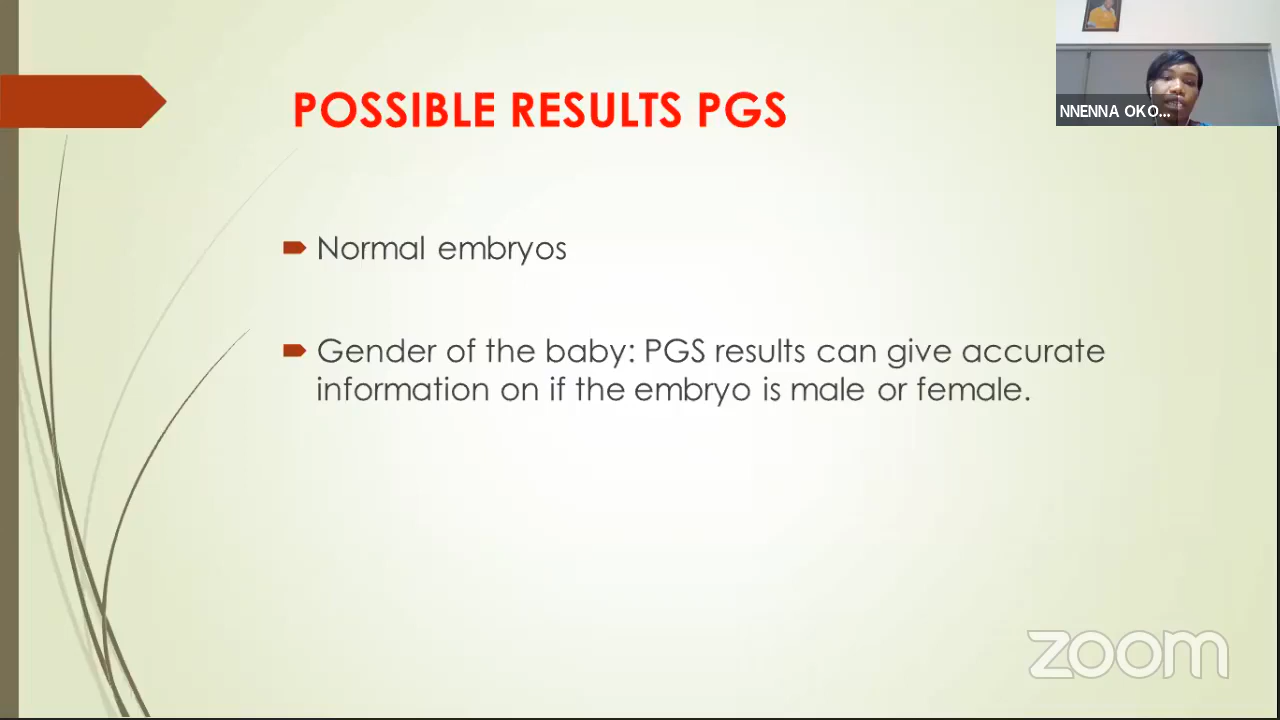 POSSIBLE RESULTS PGS
NNENNA OKO...
Normal embryos
Gender of the baby: PGS results can give accurate
information on if the embryo is male or female.
zoom